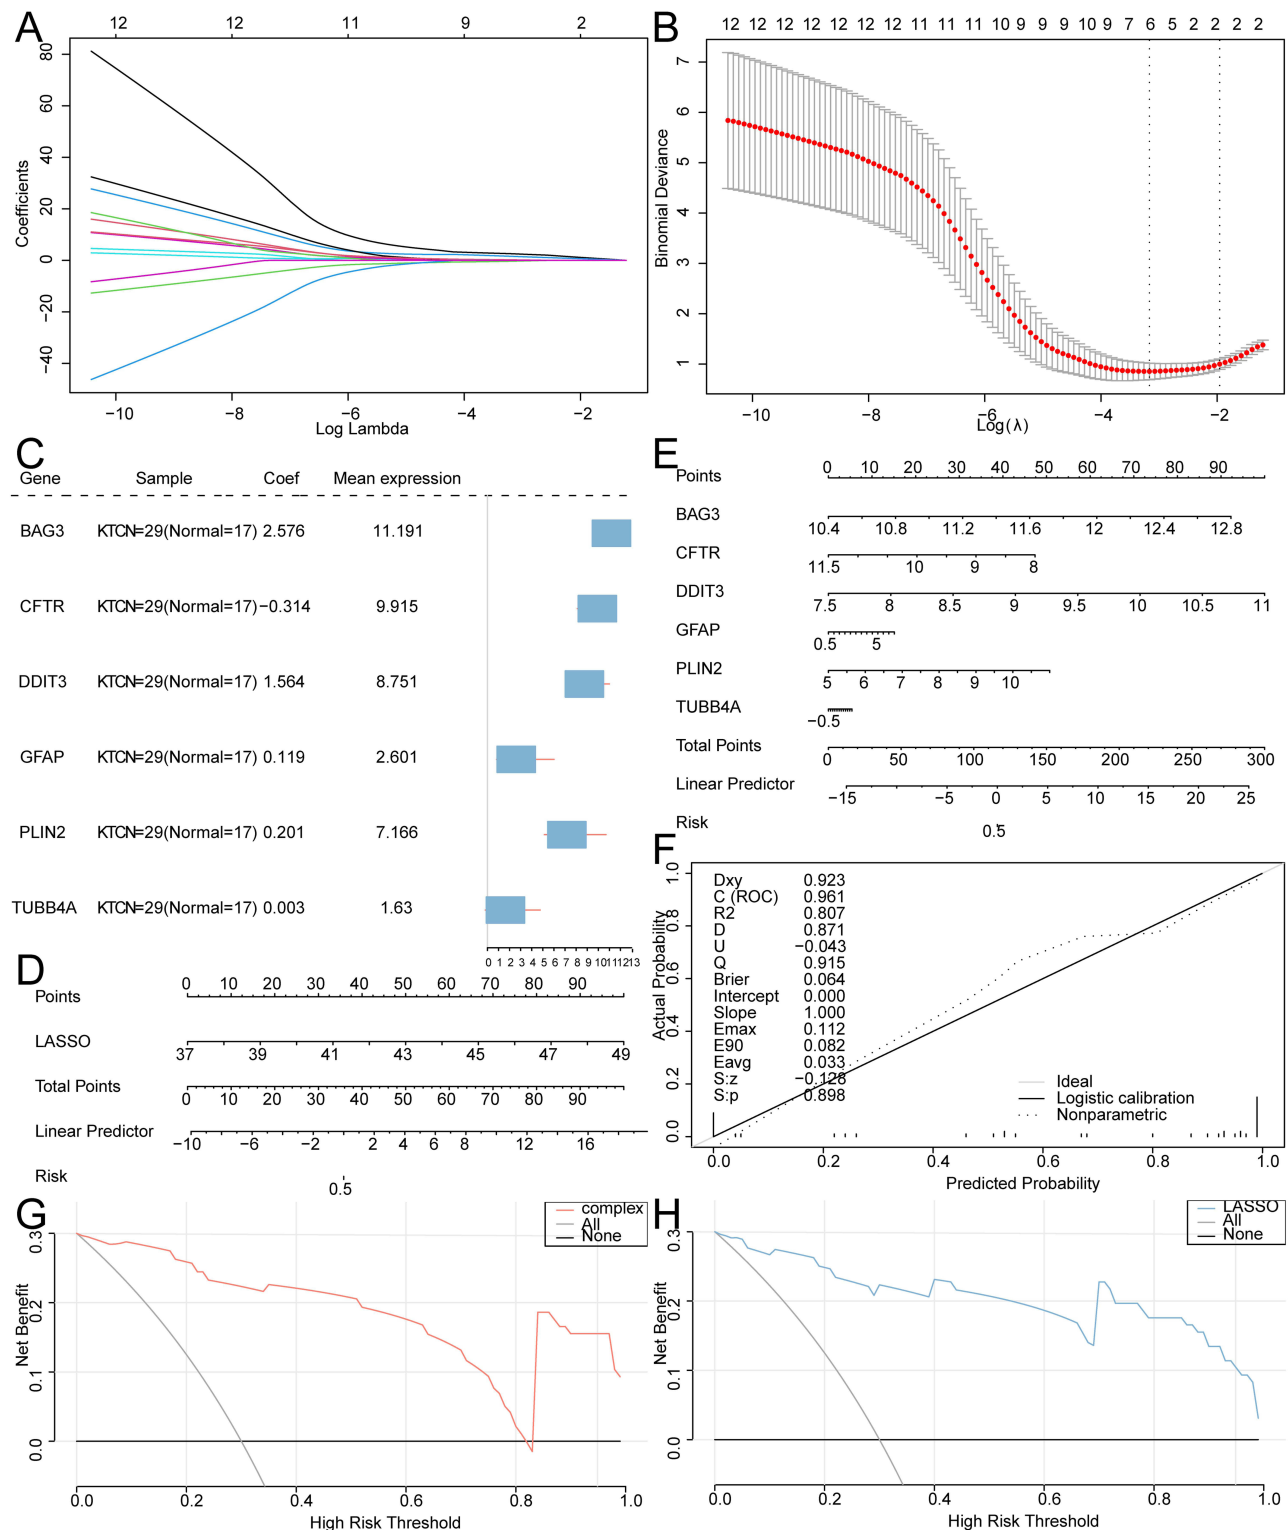 A
12 12 11 9 2
80
60
40
20
0
−20
−40
Coefficients
−10 −8 −6 −4 −2
Log Lambda
B
12 12 12 12 12 12 12 11 11 11 10 9 9 9 10 9 7 6 5 2 2 2 2
7
6
5
4
3
2
1
Binomial Deviance
−10 −8 −6 −4 −2
Log(λ)
C
Gene Sample Coef Mean expression
BAG3 KTCN=29(Normal=17) 2.576 11.191
CFTR KTCN=29(Normal=17) −0.314 9.915
DDIT3 KTCN=29(Normal=17) 1.564 8.751
GFAP KTCN=29(Normal=17) 0.119 2.601
PLIN2 KTCN=29(Normal=17) 0.201 7.166
TUBB4A KTCN=29(Normal=17) 0.003 1.63
0 1 2 3 4 5 6 7 8 9 10 11 12 13
D
Points 0 10 20 30 40 50 60 70 80 90
LASSO 37 39 41 43 45 47 49
Total Points 0 10 20 30 40 50 60 70 80 90
Linear Predictor −10 −6 −2 2 4 6 8 12 16
Risk 0.5
E
Points 0 10 20 30 40 50 60 70 80 90
BAG3 10.4 10.8 11.2 11.6 12 12.4 12.8
CFTR 11.5 10 9 8
DDIT3 7.5 8 8.5 9 9.5 10 10.5 11
GFAP 0.5 5
PLIN2 5 6 7 8 9 10
TUBB4A −0.5
Total Points 0 50 100 150 200 250 300
Linear Predictor −15 −5 0 5 10 15 20 25
Risk 0.5
F
Dxy 0.923
C (ROC) 0.961
R2 0.807
D 0.871
U −0.043
Q 0.915
Brier 0.064
Intercept 0.000
Slope 1.000
Emax 0.112
E90 0.082
Eavg 0.033
S:z −0.128
S:p 0.898
Ideal
Logistic calibration
Nonparametric
1.0
0.8
0.6
0.4
0.2
0.0
Actual Probability
0.0 0.2 0.4 0.6 0.8 1.0
Predicted Probability
G
complex
All
None
0.3
0.2
0.1
0.0
Net Benefit
0.0 0.2 0.4 0.6 0.8 1.0
High Risk Threshold
H
LASSO
All
None
0.3
0.2
0.1
0.0
Net Benefit
0.0 0.2 0.4 0.6 0.8 1.0
High Risk Threshold